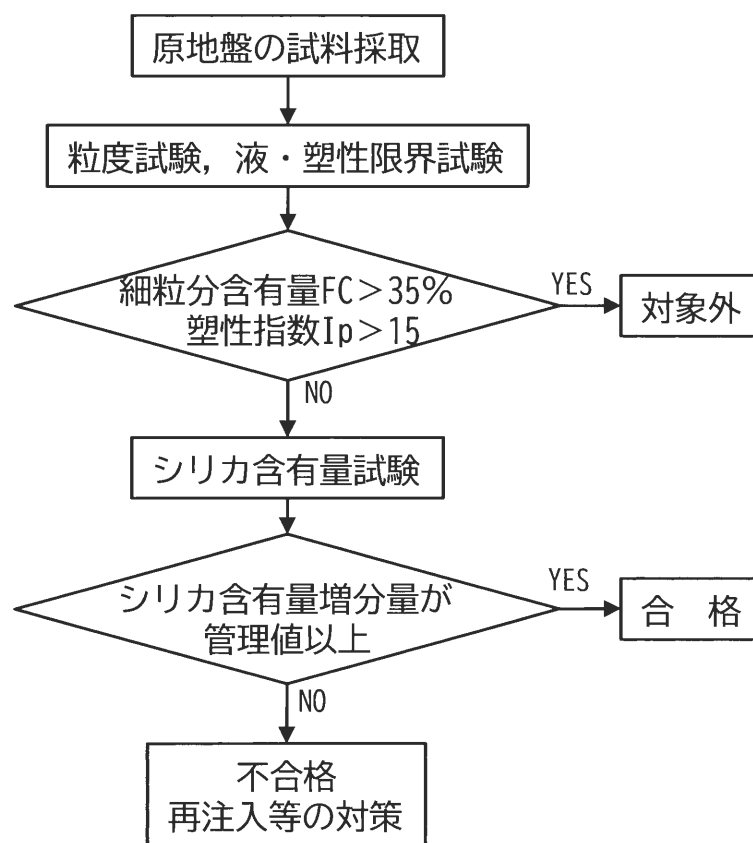 原地盤の試料採取
粒度試験，液・塑性限界試験
細粒分含有量FC＞35%
塑性指数Ip＞15
YES
対象外
NO
シリカ含有量試験
シリカ含有量増分量が
管理値以上
YES
合　格
NO
不合格
再注入等の対策